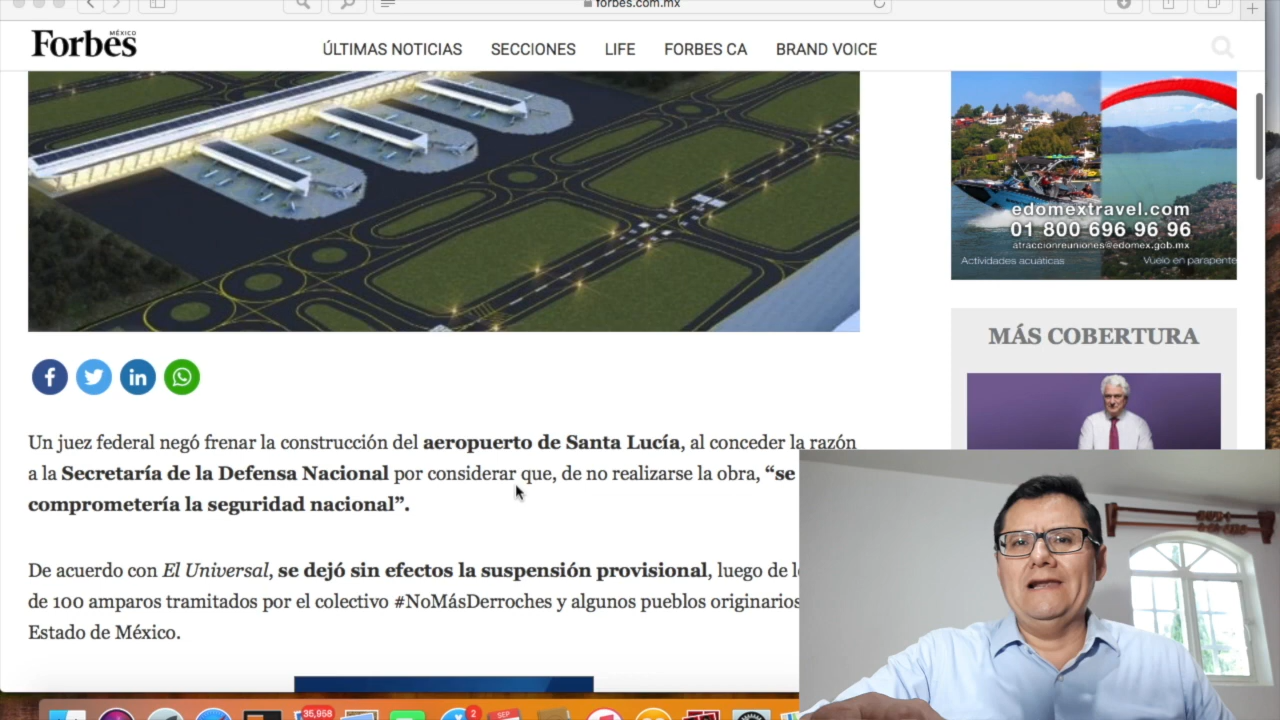 forbes.com.mx
Forbes
MÉXICO
ÚLTIMAS NOTICIAS
SECCIONES
LIFE
FORBES CA
BRAND VOICE
edomextravel.com
01 800 696 96 96
atraccionreuniones@edomex.gob.mx
Actividades acuáticas
Vuelo en parapente
MÁS COBERTURA
Un juez federal negó frenar la construcción del aeropuerto de Santa Lucía, al conceder la razón
a la Secretaría de la Defensa Nacional por considerar que, de no realizarse la obra, “se
comprometería la seguridad nacional”.
De acuerdo con El Universal, se dejó sin efectos la suspensión provisional, luego de
de 100 amparos tramitados por el colectivo #NoMásDerroches y algunos pueblos originarios
Estado de México.
35,958
2
SEP